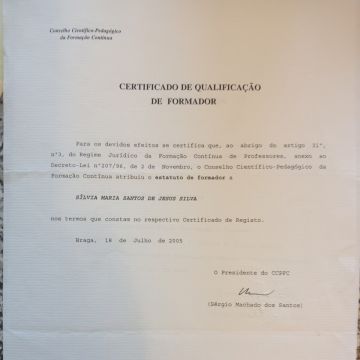 Conselho Científico-Pedagógico
da Formação Contínua
CERTIFICADO DE QUALIFICAÇÃO
DE FORMADOR
Para os devidos efeitos se certifica que, ao abrigo do artigo 31º,
nº3, do Regime Jurídico da Formação Contínua de Professores, anexo ao
Decreto-Lei nº207/96, de 2 de Novembro, o Conselho Científico-Pedagógico da
Formação Contínua atribuiu o estatuto de formador a
SÍLVIA MARIA SANTOS DE JESUS SILVA
nos termos que constam no respectivo Certificado de Registo.
Braga, 18 de Julho de 2005
O Presidente do CCPFC
(Sérgio Machado dos Santos)